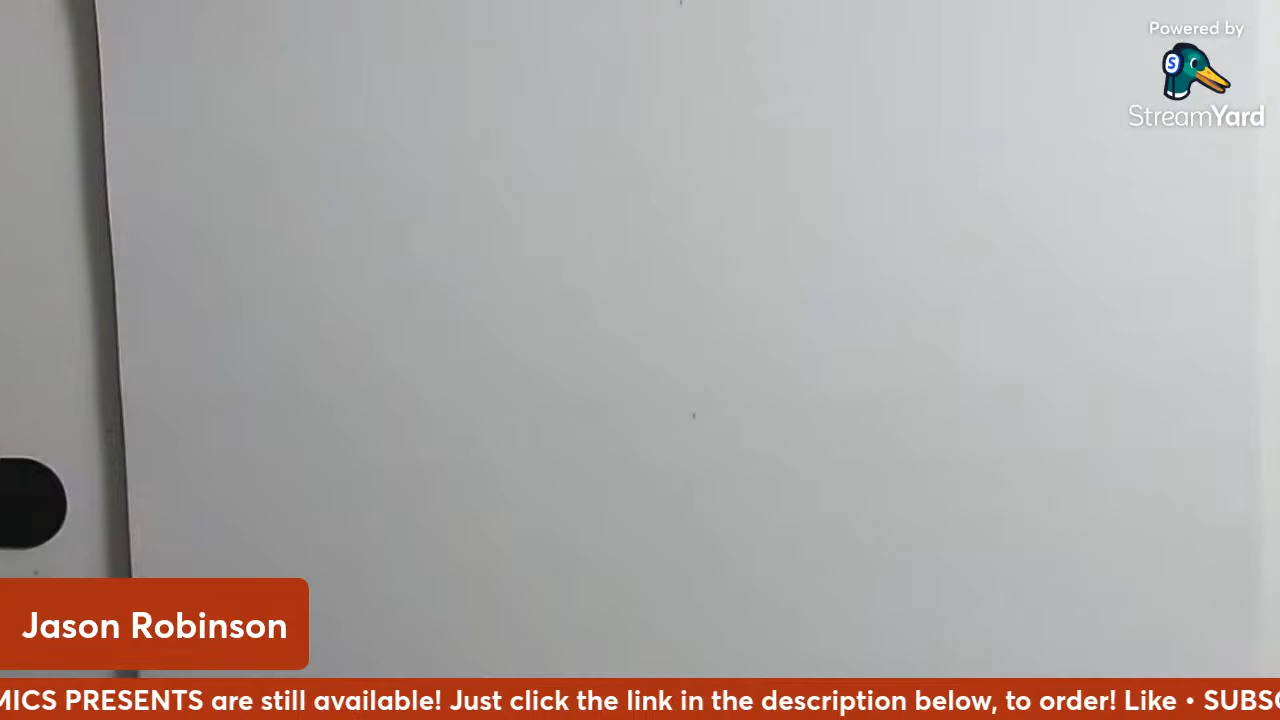 Powered by
S
StreamYard
Jason Robinson
MICS PRESENTS are still available! Just click the link in the description below, to order! Like • SUBSC